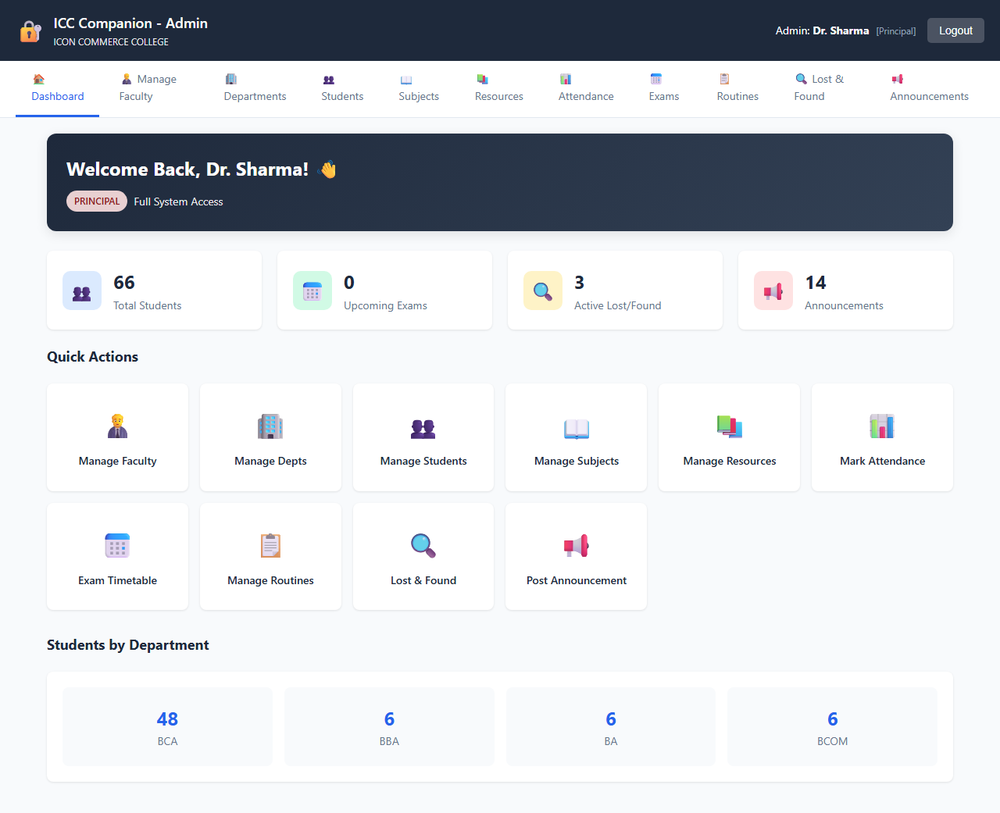 ICC Companion - Admin
ICON COMMERCE COLLEGE
Admin: Dr. Sharma [Principal]
Logout
Dashboard
Manage
Faculty
Departments
Students
Subjects
Resources
Attendance
Exams
Routines
Lost &
Found
Announcements
Welcome Back, Dr. Sharma! 👋
PRINCIPAL Full System Access
66
Total Students
0
Upcoming Exams
3
Active Lost/Found
14
Announcements
Quick Actions
Manage Faculty
Manage Depts
Manage Students
Manage Subjects
Manage Resources
Mark Attendance
Exam Timetable
Manage Routines
Lost & Found
Post Announcement
Students by Department
48
BCA
6
BBA
6
BA
6
BCOM